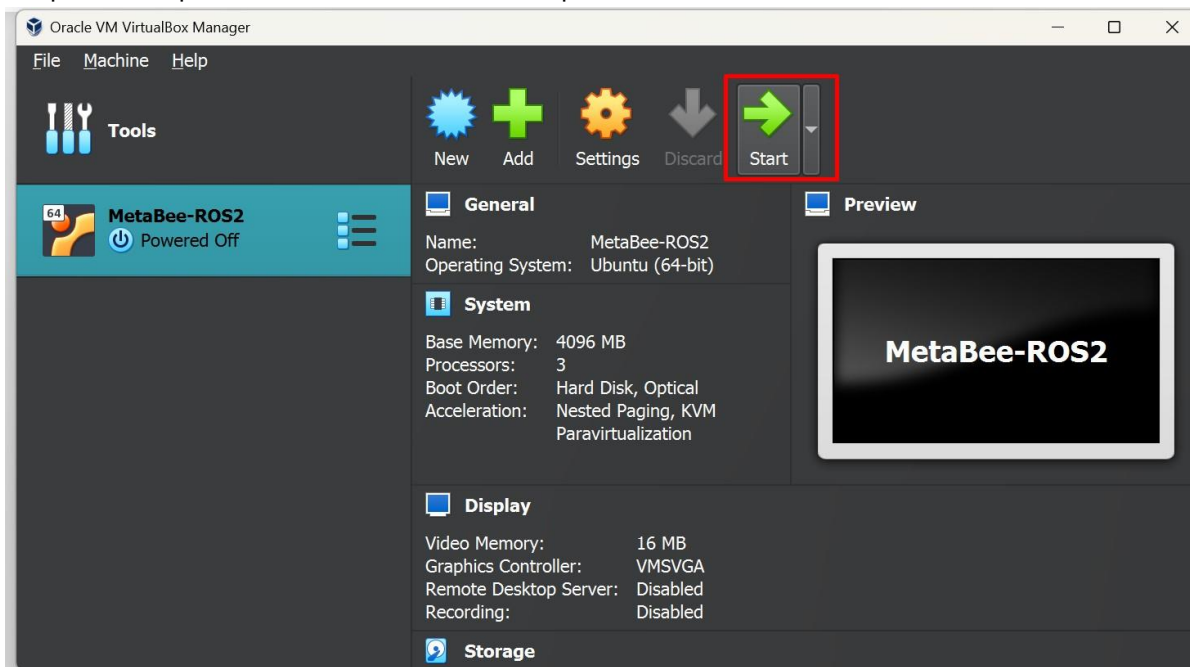 Oracle VM VirtualBox Manager
File Machine Help
Tools
New Add Settings Discard Start
64
MetaBee-ROS2
Powered Off
General
Name: MetaBee-ROS2
Operating System: Ubuntu (64-bit)
System
Base Memory: 4096 MB
Processors: 3
Boot Order: Hard Disk, Optical
Acceleration: Nested Paging, KVM
Paravirtualization
Preview
MetaBee-ROS2
Display
Video Memory: 16 MB
Graphics Controller: VMSVGA
Remote Desktop Server: Disabled
Recording: Disabled
Storage